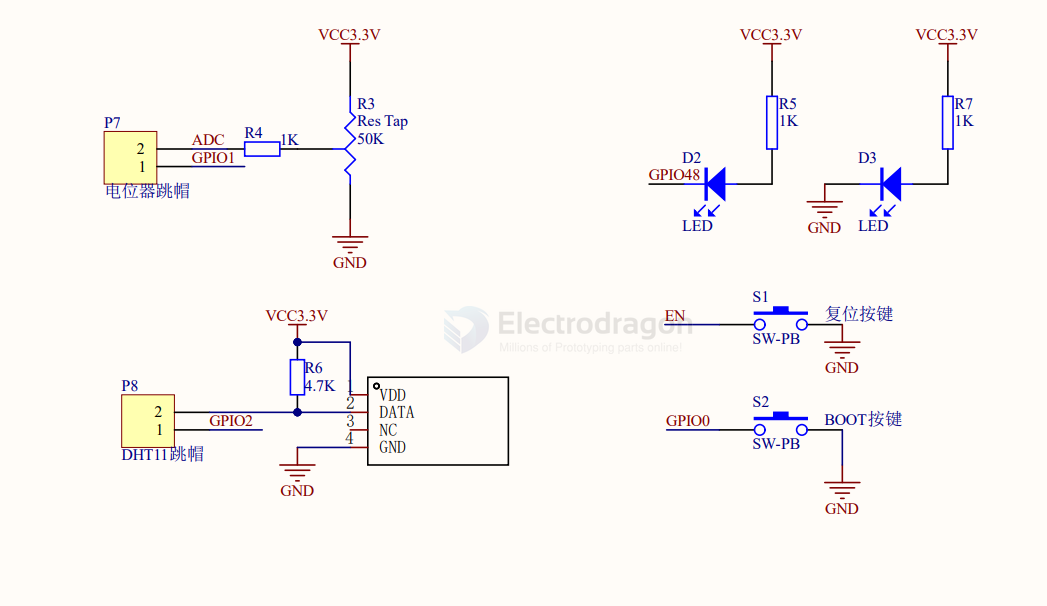 VCC3.3V
R3
Res Tap
50K
P7
2
1
ADC
GPIO1
R4
1K
电位器跳帽
GND
VCC3.3V
R5
1K
D2
GPIO48
LED
VCC3.3V
R7
1K
D3
GND
LED
VCC3.3V
R6
4.7K
P8
2
1
GPIO2
DHT11跳帽
GND
1
2
3
4
VDD
DATA
NC
GND
Electrodragon
Millions of Prototyping parts online!
S1
EN
SW-PB
复位按键
GND
S2
GPIO0
SW-PB
BOOT按键
GND